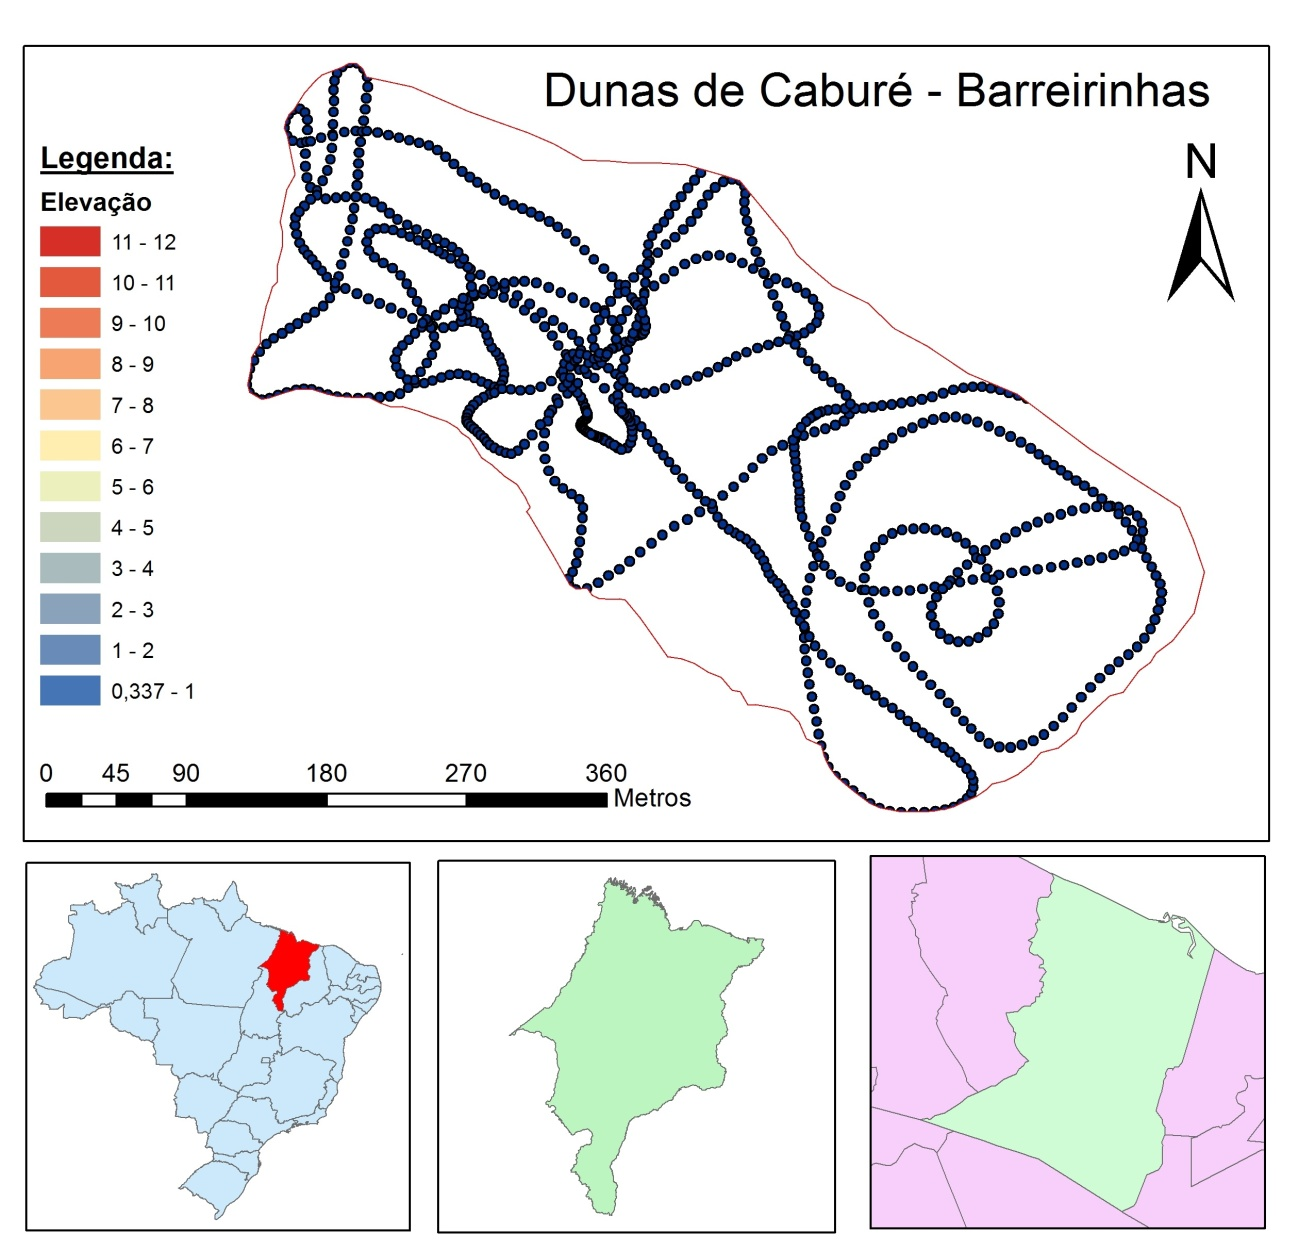 Dunas de Caburé - Barreirinhas
N
Legenda:
Elevação
11 - 12
10 - 11
9 - 10
8 - 9
7 - 8
6 - 7
5 - 6
4 - 5
3 - 4
2 - 3
1 - 2
0,337 - 1
0 45 90 180 270 360
Metros